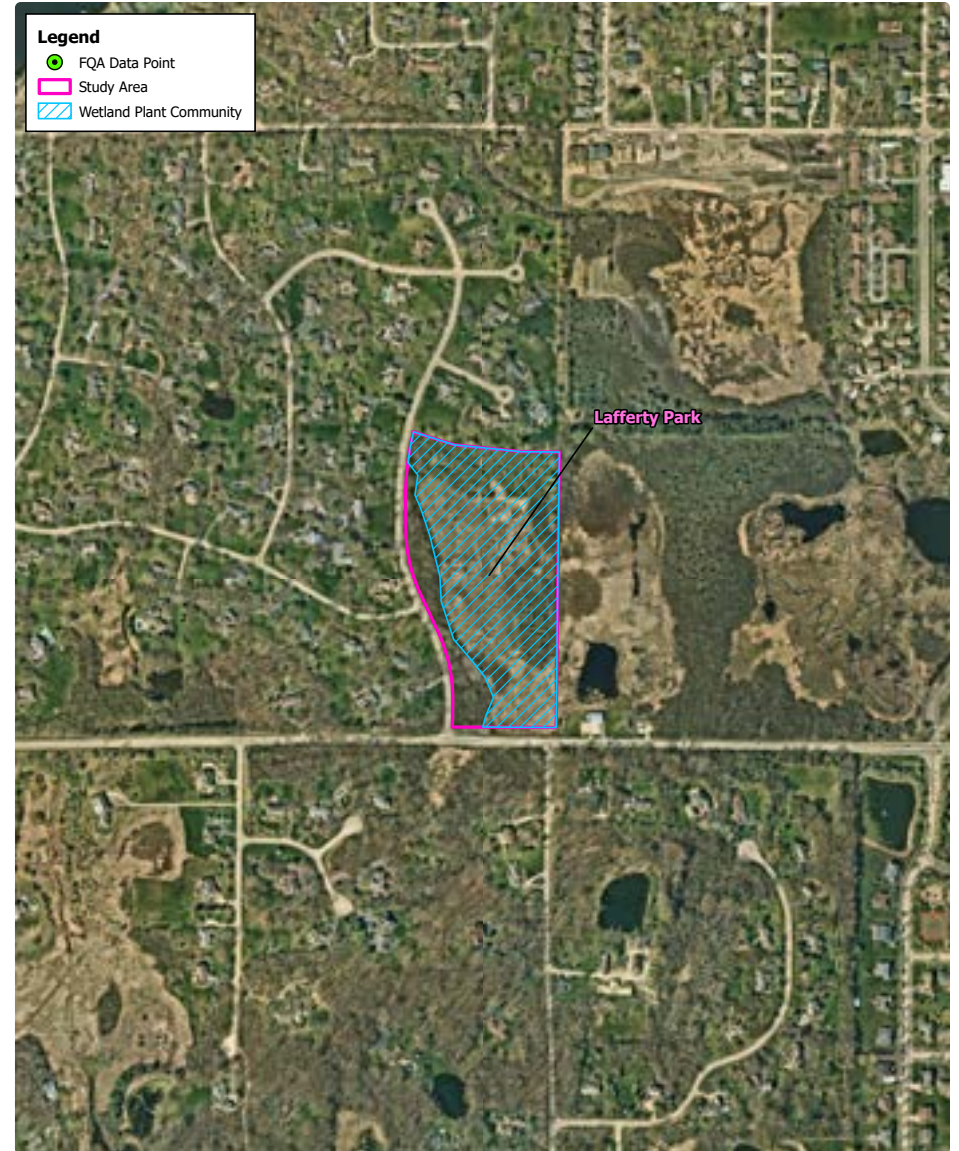 Legend
FQA Data Point
Study Area
Wetland Plant Community
Lafferty Park